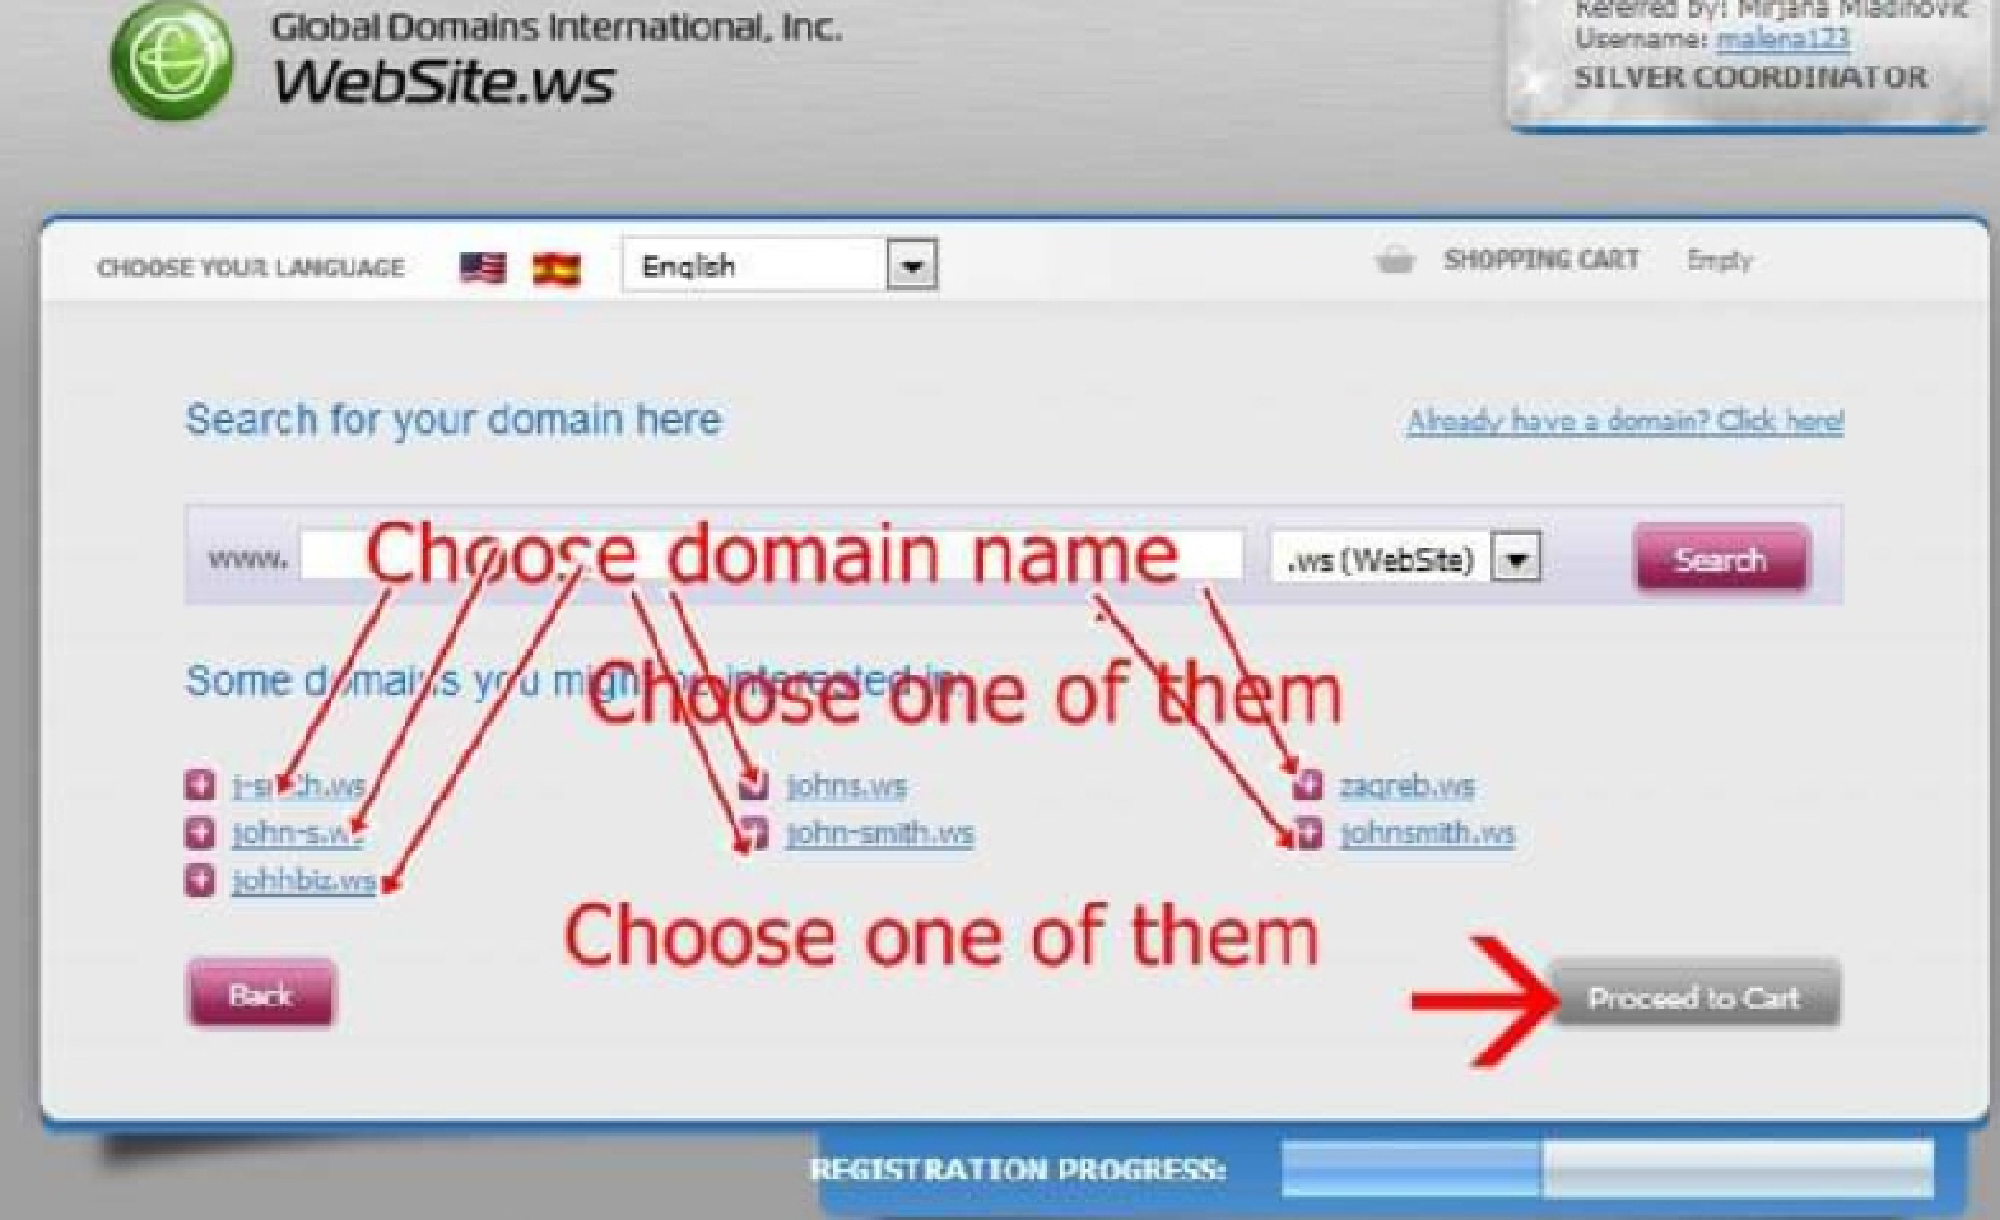 Global Domains International, Inc.
WebSite.ws
Referred by: Mirjana Mladinovic
Username: malena123
SILVER COORDINATOR
CHOOSE YOUR LANGUAGE
English
SHOPPING CART Empty
Search for your domain here
Already have a domain? Click here!
www.
Choose domain name
.ws (WebSite)
Search
Some domains you might be interested in:
Choose one of them
johns.ws
zagreb.ws
john-s.ws
john-smith.ws
johnsmith.ws
johhbiz.ws
Choose one of them
Back
Proceed to Cart
REGISTRATION PROGRESS: